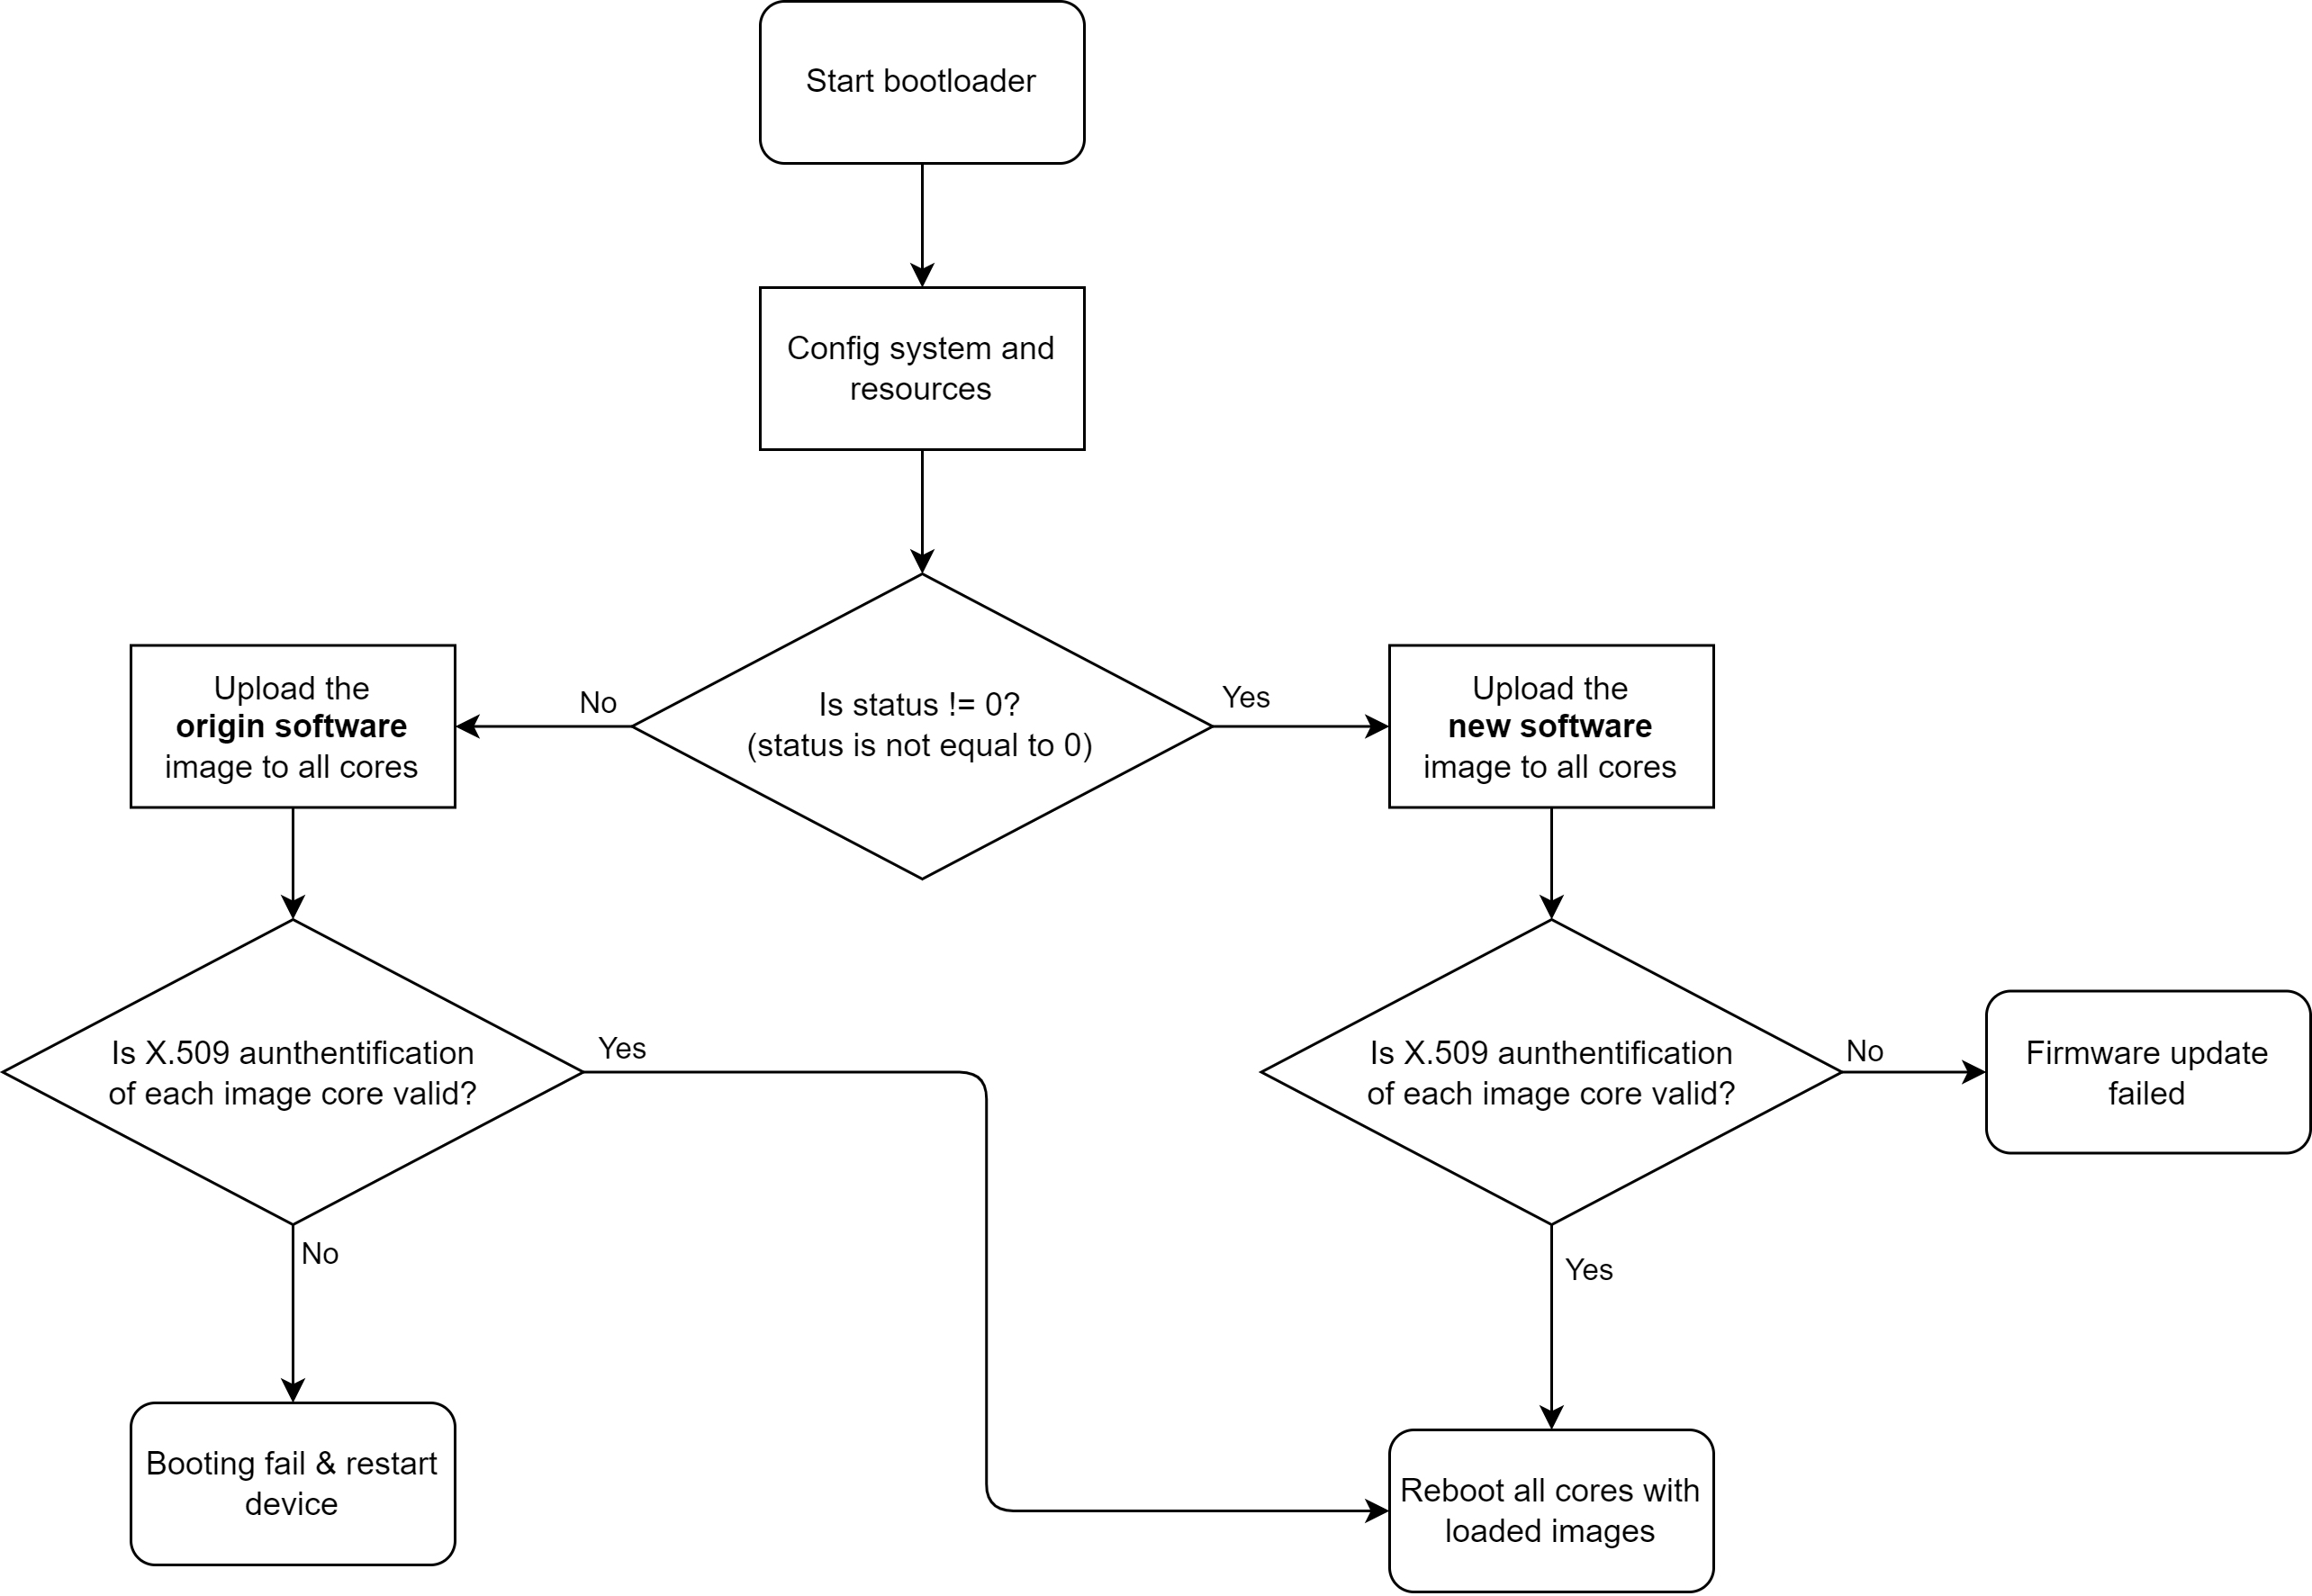 Start bootloader
Config system and
resources
Is status != 0?
(status is not equal to 0)
No
Yes
Upload the
origin software
image to all cores
Upload the
new software
image to all cores
Is X.509 aunthentification
of each image core valid?
Yes
No
Is X.509 aunthentification
of each image core valid?
No
Yes
Firmware update
failed
Booting fail & restart
device
Reboot all cores with
loaded images